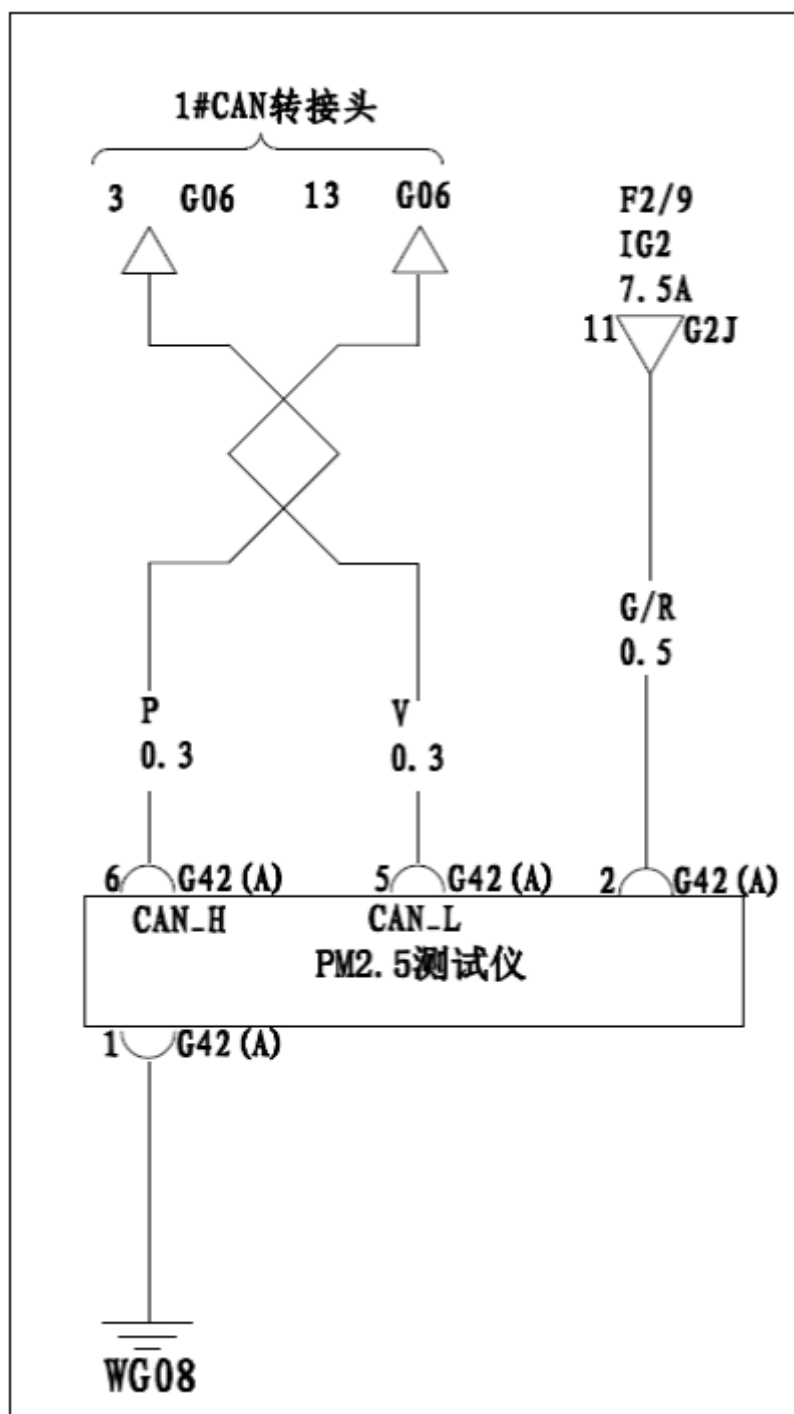 1#CAN转接头
3 G06 13 G06
F2/9
IG2
7.5A
11 G2J
G/R
0.5
P
0.3
V
0.3
6 G42(A) 5 G42(A) 2 G42(A)
CAN_H CAN_L
PM2.5测试仪
1 G42(A)
WG08